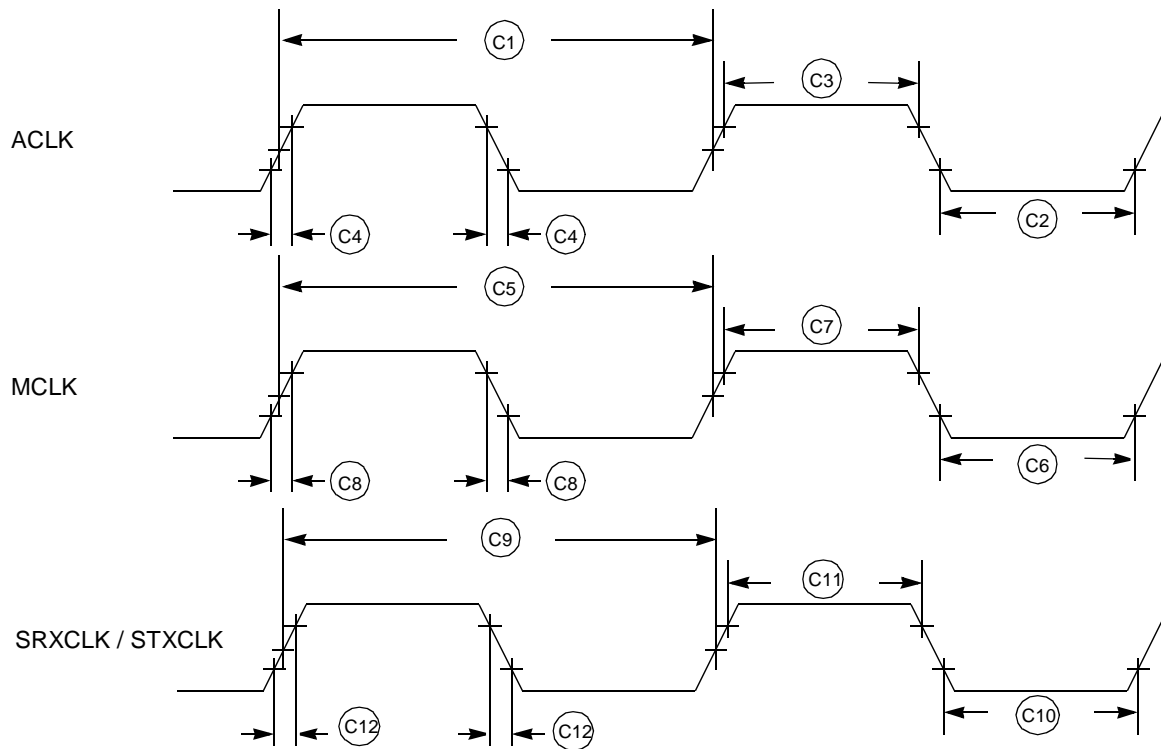 C1
C3
ACLK
C2
C4
C4
C5
C7
MCLK
C6
C8
C8
C9
C11
SRXCLK / STXCLK
C10
C12
C12